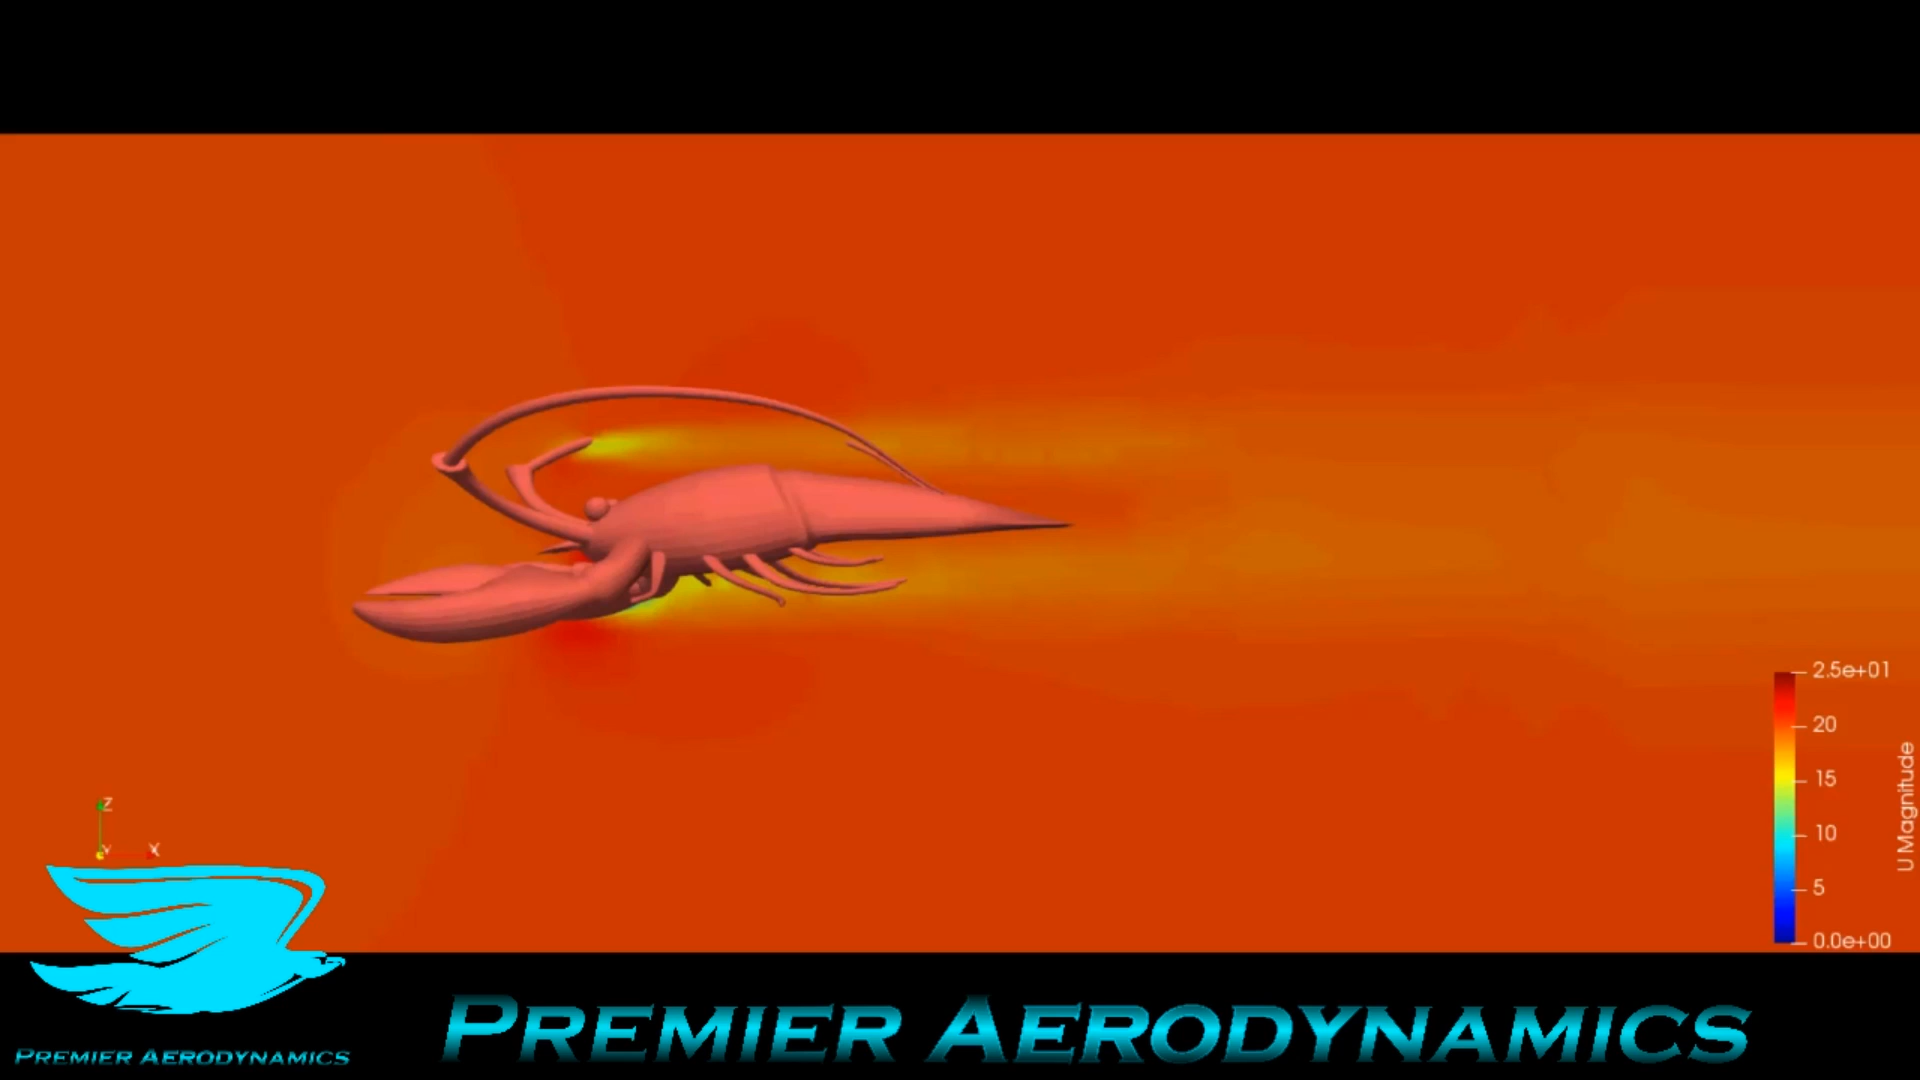 2.5e+01
20
15
10
5
0.0e+00
U Magnitude
Z
Y
X
PREMIER AERODYNAMICS
PREMIER AERODYNAMICS